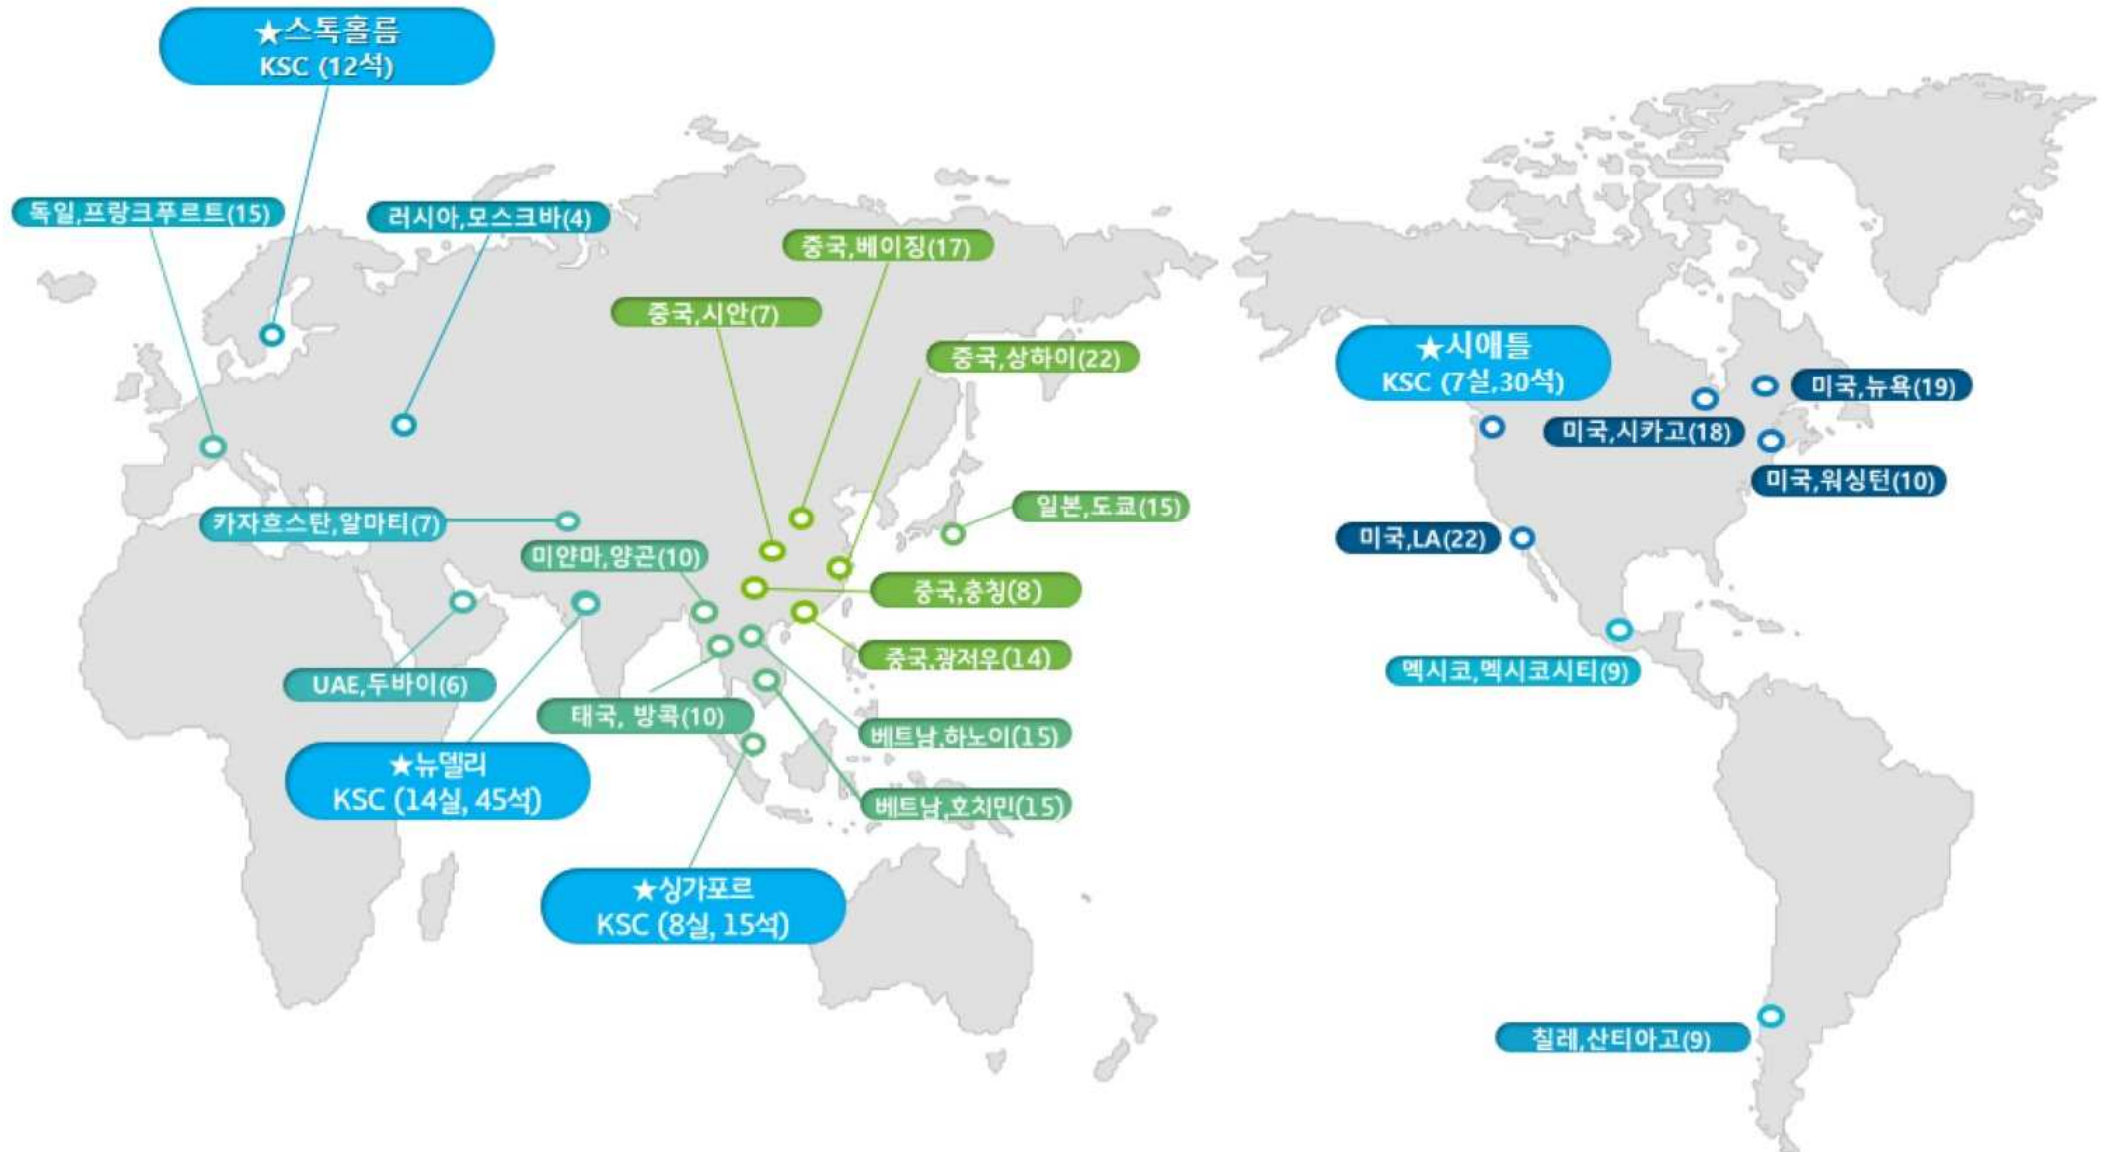 ★스톡홀름
KSC (12석)
독일,프랑크푸르트(15)
러시아,모스크바(4)
중국,베이징(17)
중국,시안(7)
중국,상하이(22)
★시애틀
KSC (7실,30석)
미국,뉴욕(19)
미국,시카고(18)
미국,워싱턴(10)
카자흐스탄,알마티(7)
일본,도쿄(15)
미국,LA(22)
미얀마,양곤(10)
중국,충칭(8)
중국,광저우(14)
멕시코,멕시코시티(9)
UAE,두바이(6)
태국, 방콕(10)
베트남,하노이(15)
★뉴델리
KSC (14실, 45석)
베트남,호치민(15)
★싱가포르
KSC (8실, 15석)
칠레,산티아고(9)